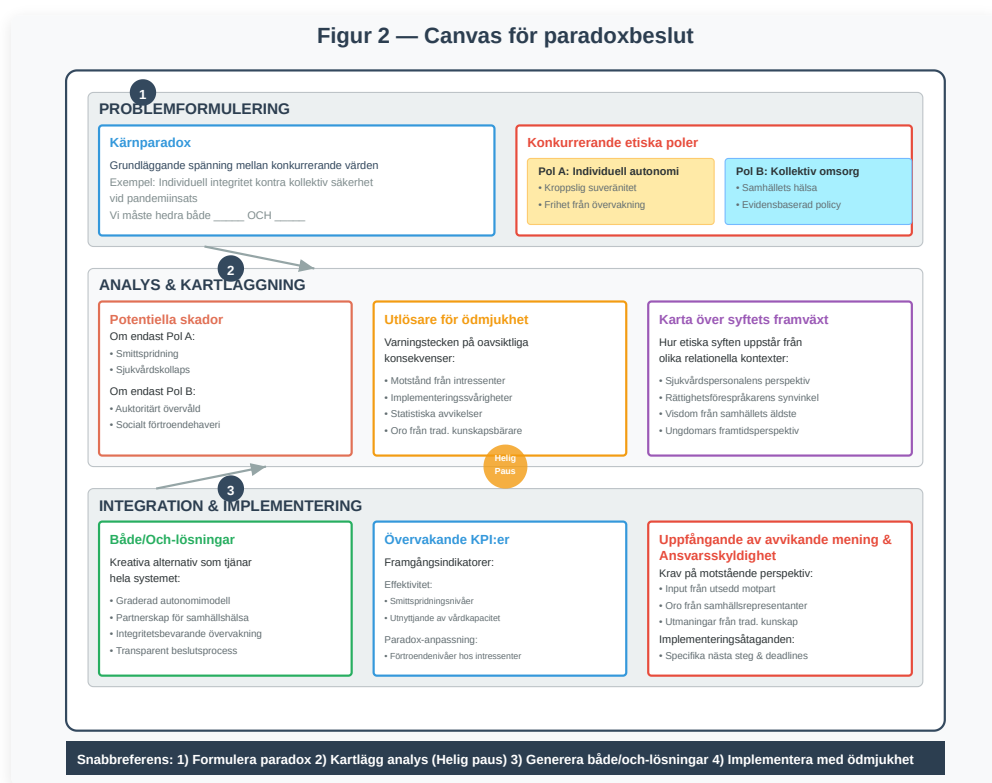 Figur 2 — Canvas för paradoxbeslut
1
PROBLEMFORMULERING
Kärnparadox
Grundläggande spänning mellan konkurrerande värden
Exempel: Individuell integritet kontra kollektiv säkerhet
vid pandemiinsats
Vi måste hedra både _____ OCH _____
Konkurrerande etiska poler
Pol A: Individuell autonomi
• Kroppslig suveränitet
• Frihet från övervakning
Pol B: Kollektiv omsorg
• Samhällets hälsa
• Evidensbaserad policy
2
ANALYS & KARTLÄGGNING
Potentiella skador
Om endast Pol A:
• Smittspridning
• Sjukvårdskollaps
Om endast Pol B:
• Auktoritärt övervåld
• Socialt förtroendehaveri
Utlösare för ödmjukhet
Varningstecken på oavsiktliga
konsekvenser:
• Motstånd från intressenter
• Implementeringssvårigheter
• Statistiska avvikelser
• Oro från trad. kunskapsbärare
Karta över syftets framväxt
Hur etiska syften uppstår från
olika relationella kontexter:
• Sjukvårdspersonalens perspektiv
• Rättighetsförespråkarens synvinkel
• Visdom från samhällets äldste
• Ungdomars framtidsperspektiv
Helig
Paus
3
INTEGRATION & IMPLEMENTERING
Både/Och-lösningar
Kreativa alternativ som tjänar
hela systemet:
• Graderad autonomimodell
• Partnerskap för samhällshälsa
• Integritetsbevarande övervakning
• Transparent beslutsprocess
Övervakande KPI:er
Framgångsindikatorer:
Effektivitet:
• Smittspridningsnivåer
• Utnyttjande av vårdkapacitet
Paradox-anpassning:
• Förtroendenivåer hos intressenter
Uppfångande av avvikande mening &
Ansvarsskyldighet
Krav på motstående perspektiv:
• Input från utsedd motpart
• Oro från samhällsrepresentanter
• Utmaningar från trad. kunskap
Implementeringsåtaganden:
• Specifika nästa steg & deadlines
Snabbreferens: 1) Formulera paradox 2) Kartlägg analys (Helig paus) 3) Generera både/och-lösningar 4) Implementera med ödmjukhet